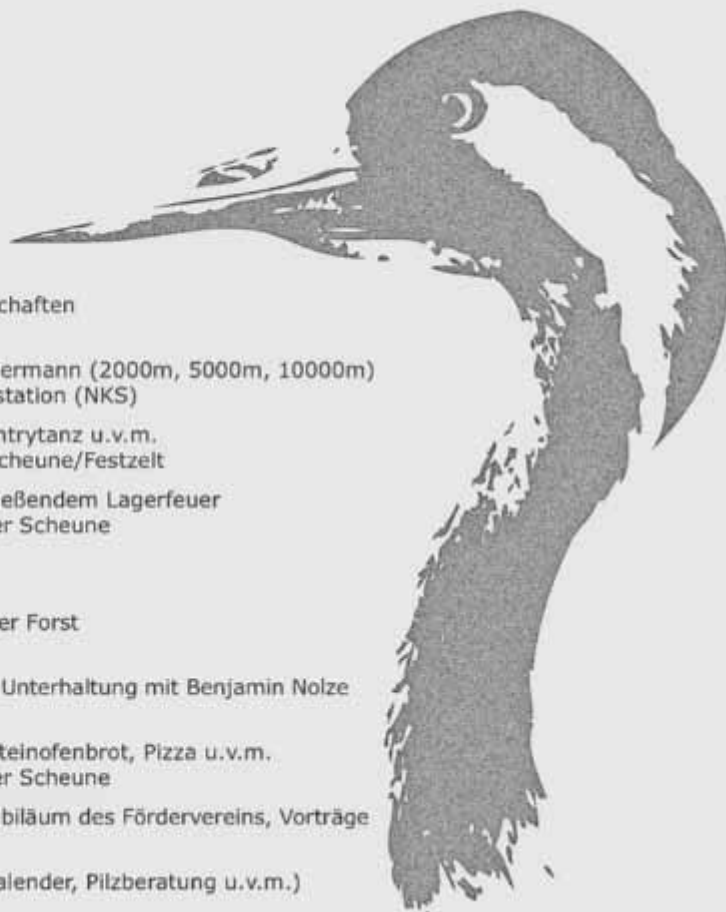 chaften
ermann (2000m, 5000m, 10000m)
station (NKS)
ntrytanz u.v.m.
cheune/Festzelt
eßendem Lagerfeuer
er Scheune
er Forst
Unterhaltung mit Benjamin Nolze
teinofenbrot, Pizza u.v.m.
er Scheune
biläum des Fördervereins, Vorträge
alender, Pilzberatung u.v.m.)